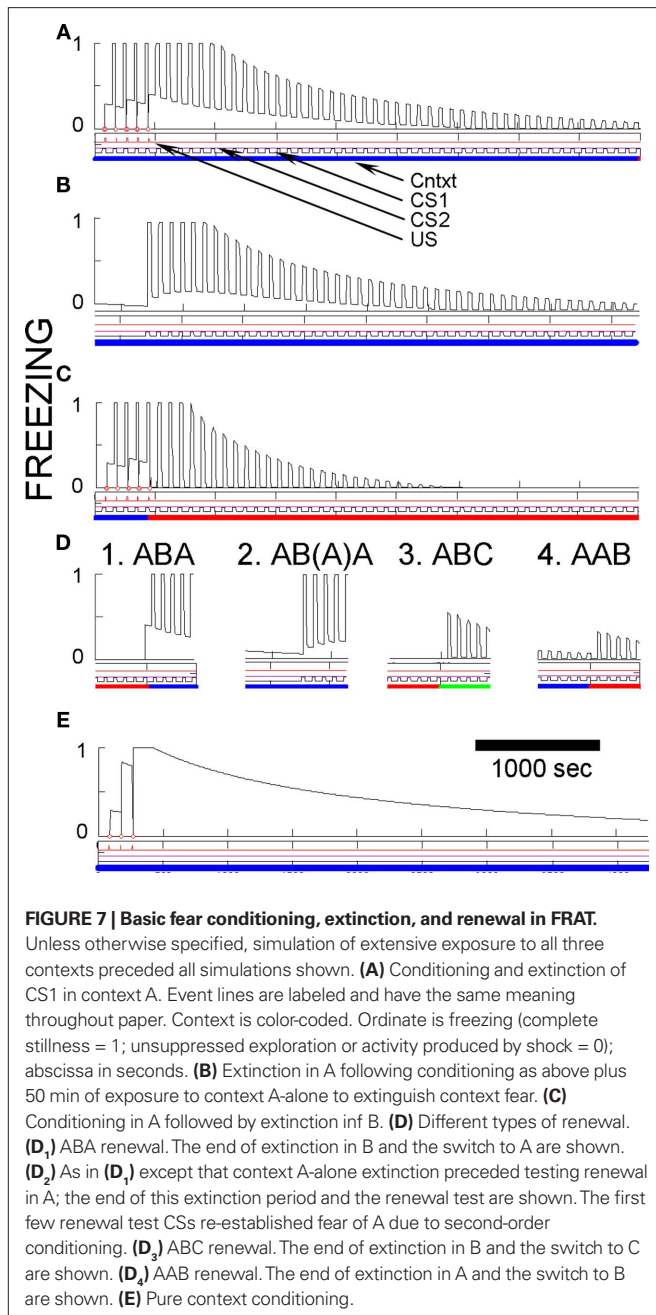 A
1
0
Cntxt
CS1
CS2
US
B
1
0
FREEZING
C
1
0
D
1. ABA
2. AB(A)A
3. ABC
4. AAB
1
0
E
1
0
1000 sec
FIGURE 7 | Basic fear conditioning, extinction, and renewal in FRAT.
Unless otherwise specified, simulation of extensive exposure to all three
contexts preceded all simulations shown. (A) Conditioning and extinction of
CS1 in context A. Event lines are labeled and have the same meaning
throughout paper. Context is color-coded. Ordinate is freezing (complete
stillness = 1; unsuppressed exploration or activity produced by shock = 0);
abscissa in seconds. (B) Extinction in A following conditioning as above plus
50 min of exposure to context A-alone to extinguish context fear. (C)
Conditioning in A followed by extinction inf B. (D) Different types of renewal.
(D1) ABA renewal. The end of extinction in B and the switch to A are shown.
(D2) As in (D1) except that context A-alone extinction preceded testing renewal
in A; the end of this extinction period and the renewal test are shown. The first
few renewal test CSs re-established fear of A due to second-order
conditioning. (D3) ABC renewal. The end of extinction in B and the switch to C
are shown. (D4) AAB renewal. The end of extinction in A and the switch to B
are shown. (E) Pure context conditioning.